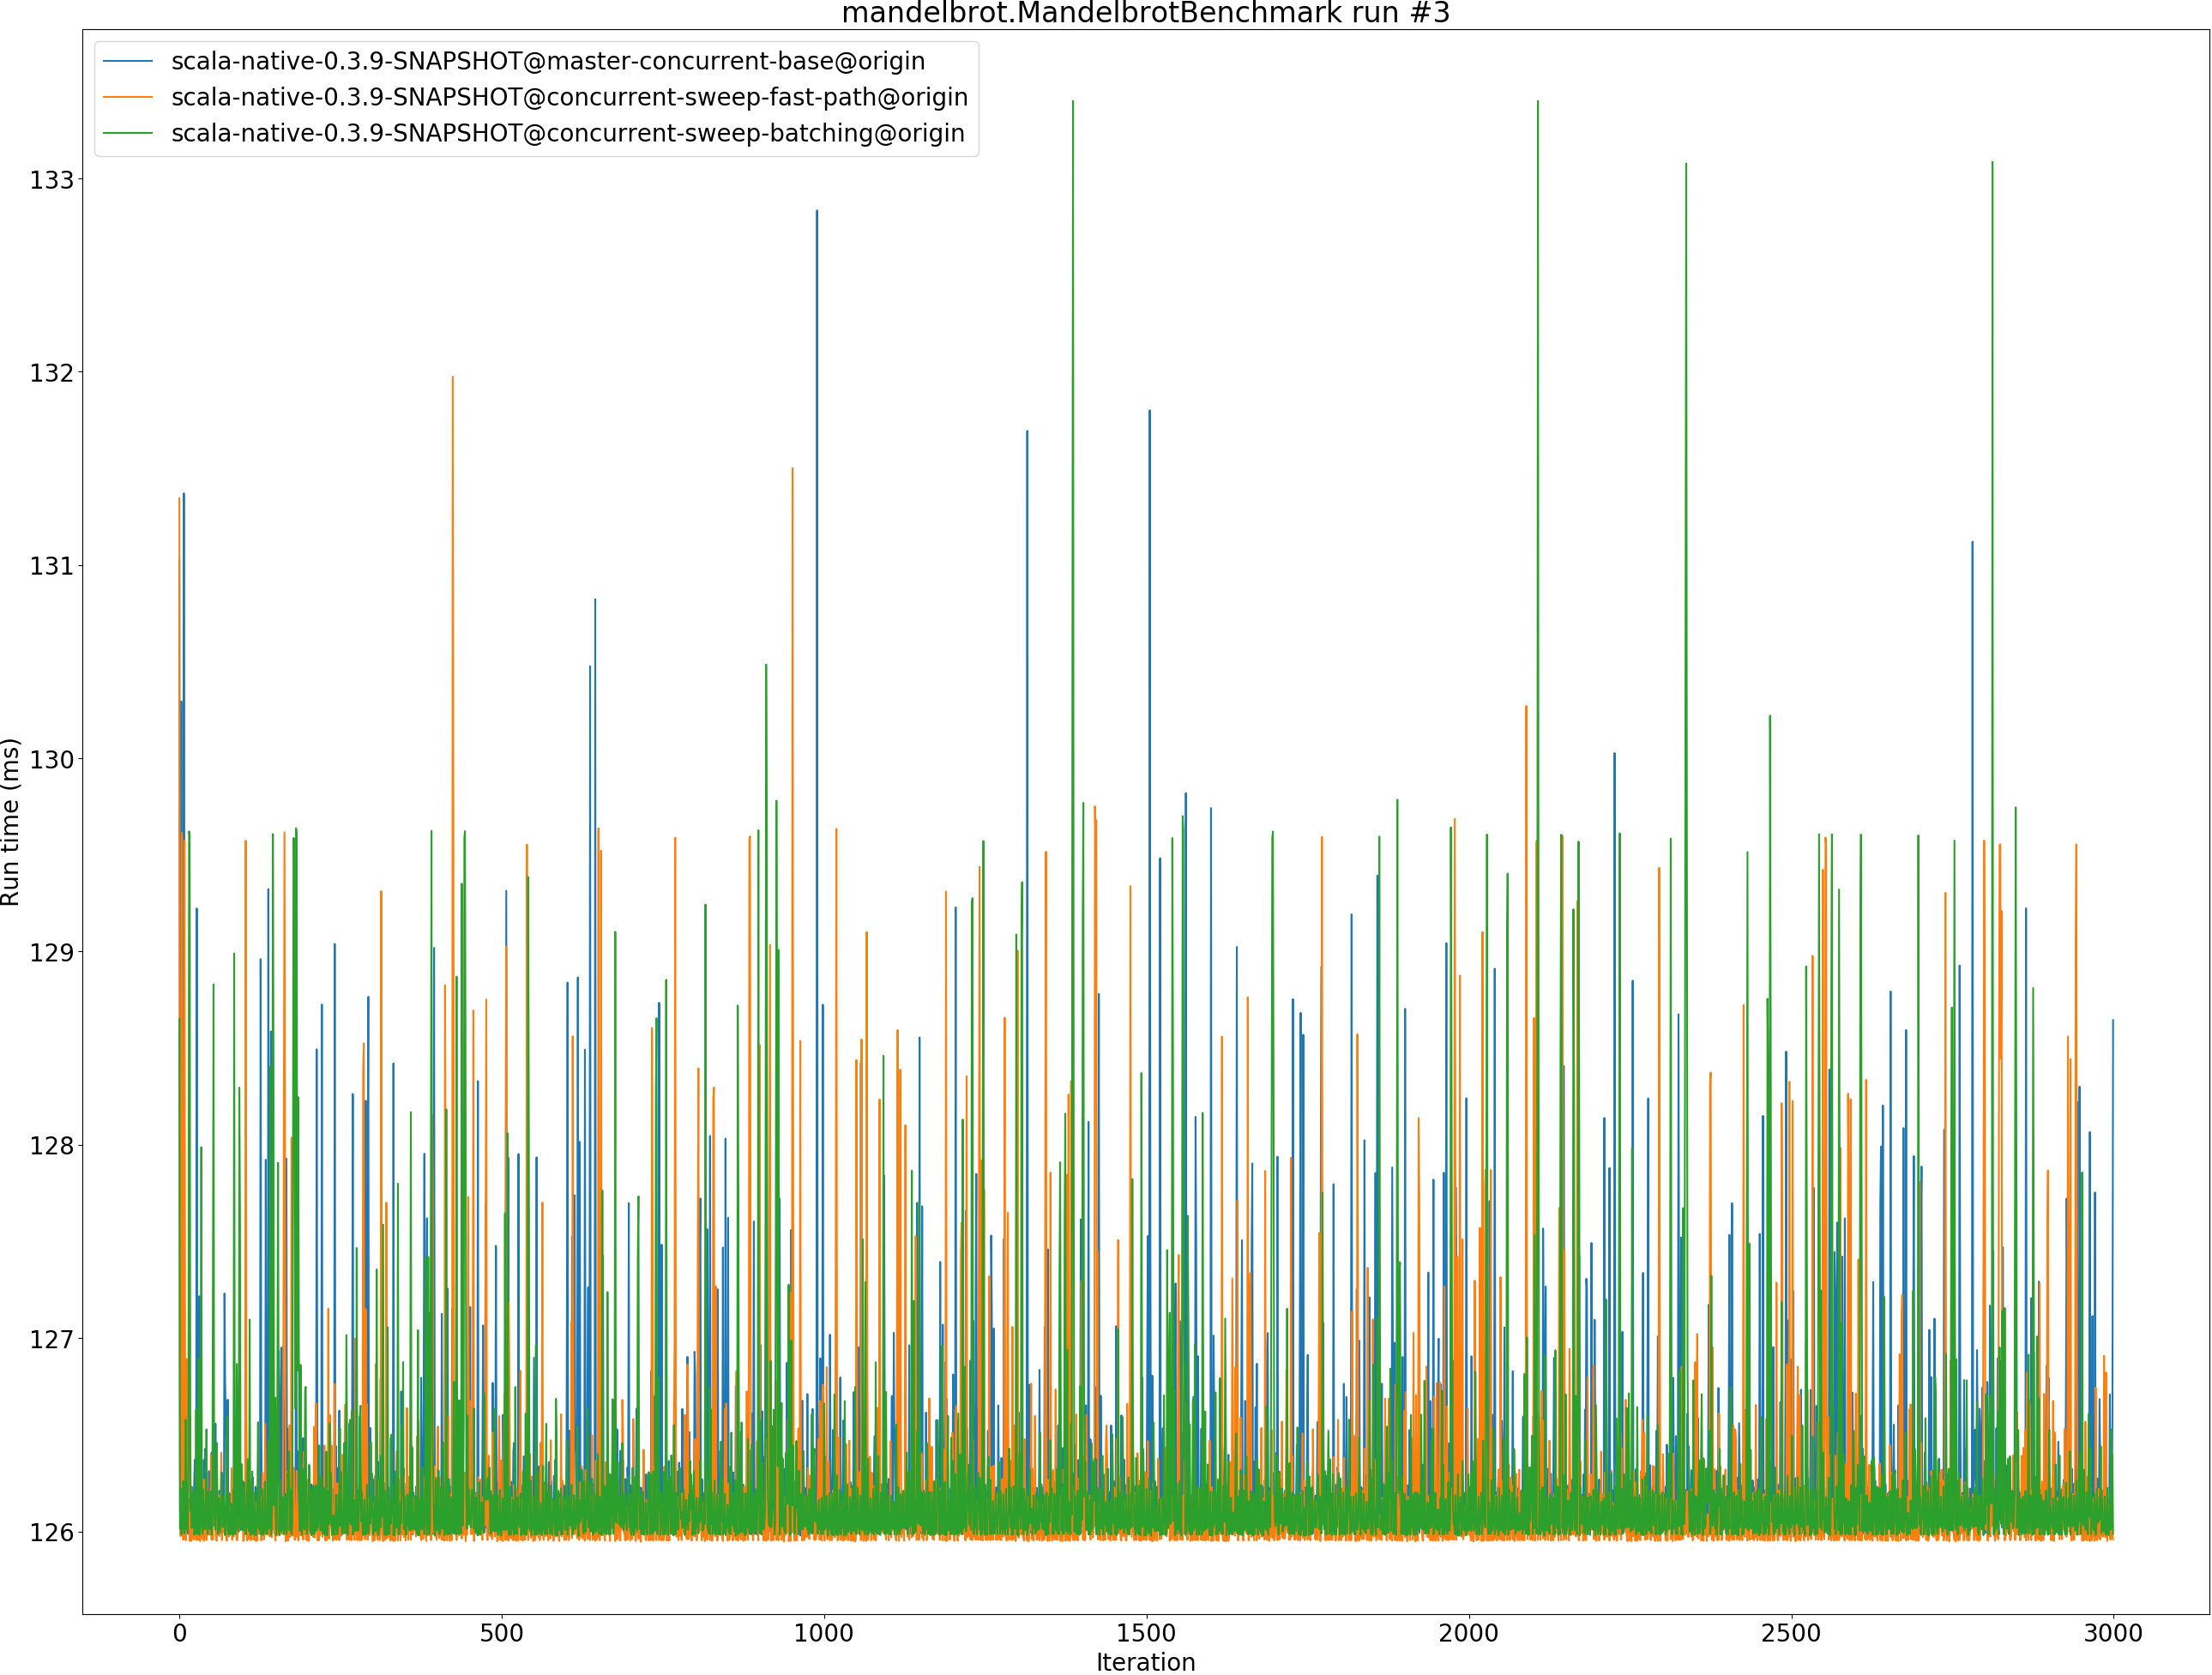 mandelbrot.MandelbrotBenchmark run #3
scala-native-0.3.9-SNAPSHOT@master-concurrent-base@origin
scala-native-0.3.9-SNAPSHOT@concurrent-sweep-fast-path@origin
scala-native-0.3.9-SNAPSHOT@concurrent-sweep-batching@origin
133
132
131
130
129
128
127
126
Run time (ms)
0 500 1000 1500 2000 2500 3000
Iteration